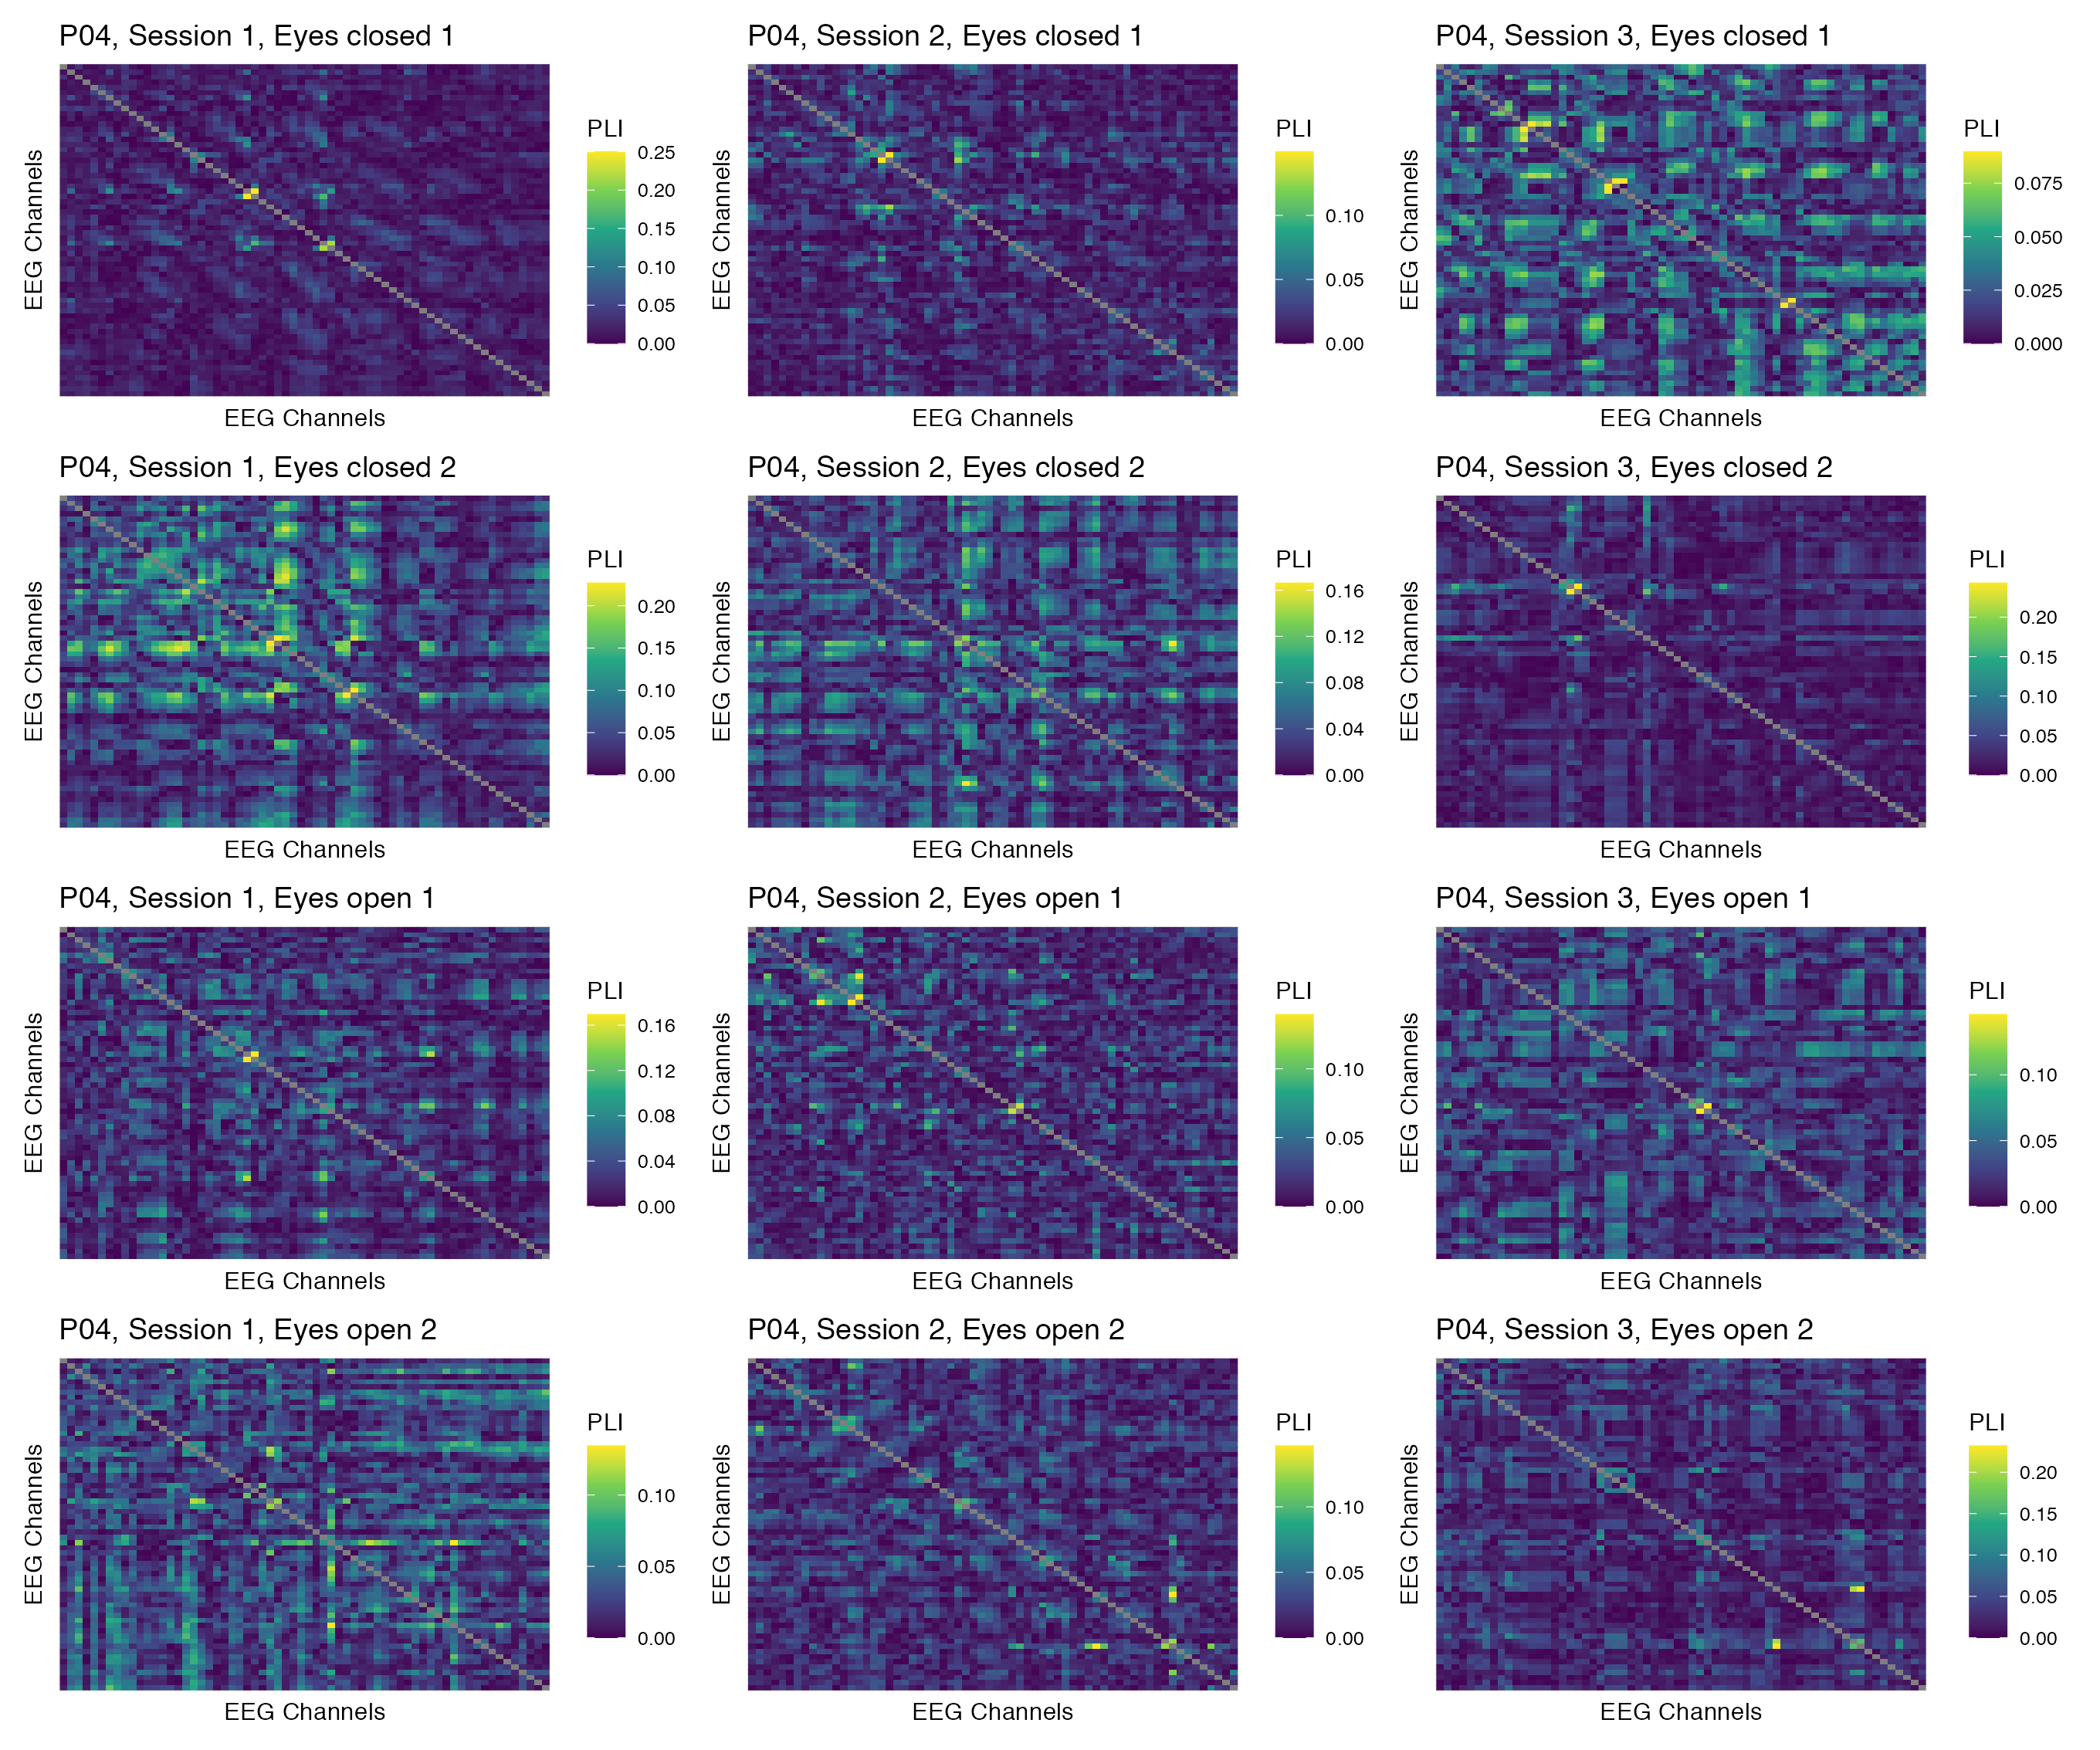 P04, Session 1, Eyes closed 1
EEG Channels
EEG Channels
PLI
0.25
0.20
0.15
0.10
0.05
0.00
P04, Session 2, Eyes closed 1
EEG Channels
EEG Channels
PLI
0.10
0.05
0.00
P04, Session 3, Eyes closed 1
EEG Channels
EEG Channels
PLI
0.075
0.050
0.025
0.000
P04, Session 1, Eyes closed 2
EEG Channels
EEG Channels
PLI
0.20
0.15
0.10
0.05
0.00
P04, Session 2, Eyes closed 2
EEG Channels
EEG Channels
PLI
0.16
0.12
0.08
0.04
0.00
P04, Session 3, Eyes closed 2
EEG Channels
EEG Channels
PLI
0.20
0.15
0.10
0.05
0.00
P04, Session 1, Eyes open 1
EEG Channels
EEG Channels
PLI
0.16
0.12
0.08
0.04
0.00
P04, Session 2, Eyes open 1
EEG Channels
EEG Channels
PLI
0.10
0.05
0.00
P04, Session 3, Eyes open 1
EEG Channels
EEG Channels
PLI
0.10
0.05
0.00
P04, Session 1, Eyes open 2
EEG Channels
EEG Channels
PLI
0.10
0.05
0.00
P04, Session 2, Eyes open 2
EEG Channels
EEG Channels
PLI
0.10
0.05
0.00
P04, Session 3, Eyes open 2
EEG Channels
EEG Channels
PLI
0.20
0.15
0.10
0.05
0.00